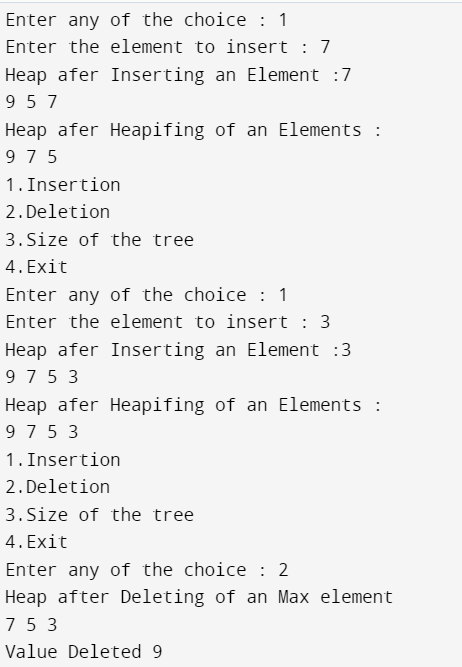 Enter any of the choice : 1
Enter the element to insert : 7
Heap afer Inserting an Element :7
9 5 7
Heap afer Heapifing of an Elements :
9 7 5
1.Insertion
2.Deletion
3.Size of the tree
4.Exit
Enter any of the choice : 1
Enter the element to insert : 3
Heap afer Inserting an Element :3
9 7 5 3
Heap afer Heapifing of an Elements :
9 7 5 3
1.Insertion
2.Deletion
3.Size of the tree
4.Exit
Enter any of the choice : 2
Heap after Deleting of an Max element
7 5 3
Value Deleted 9